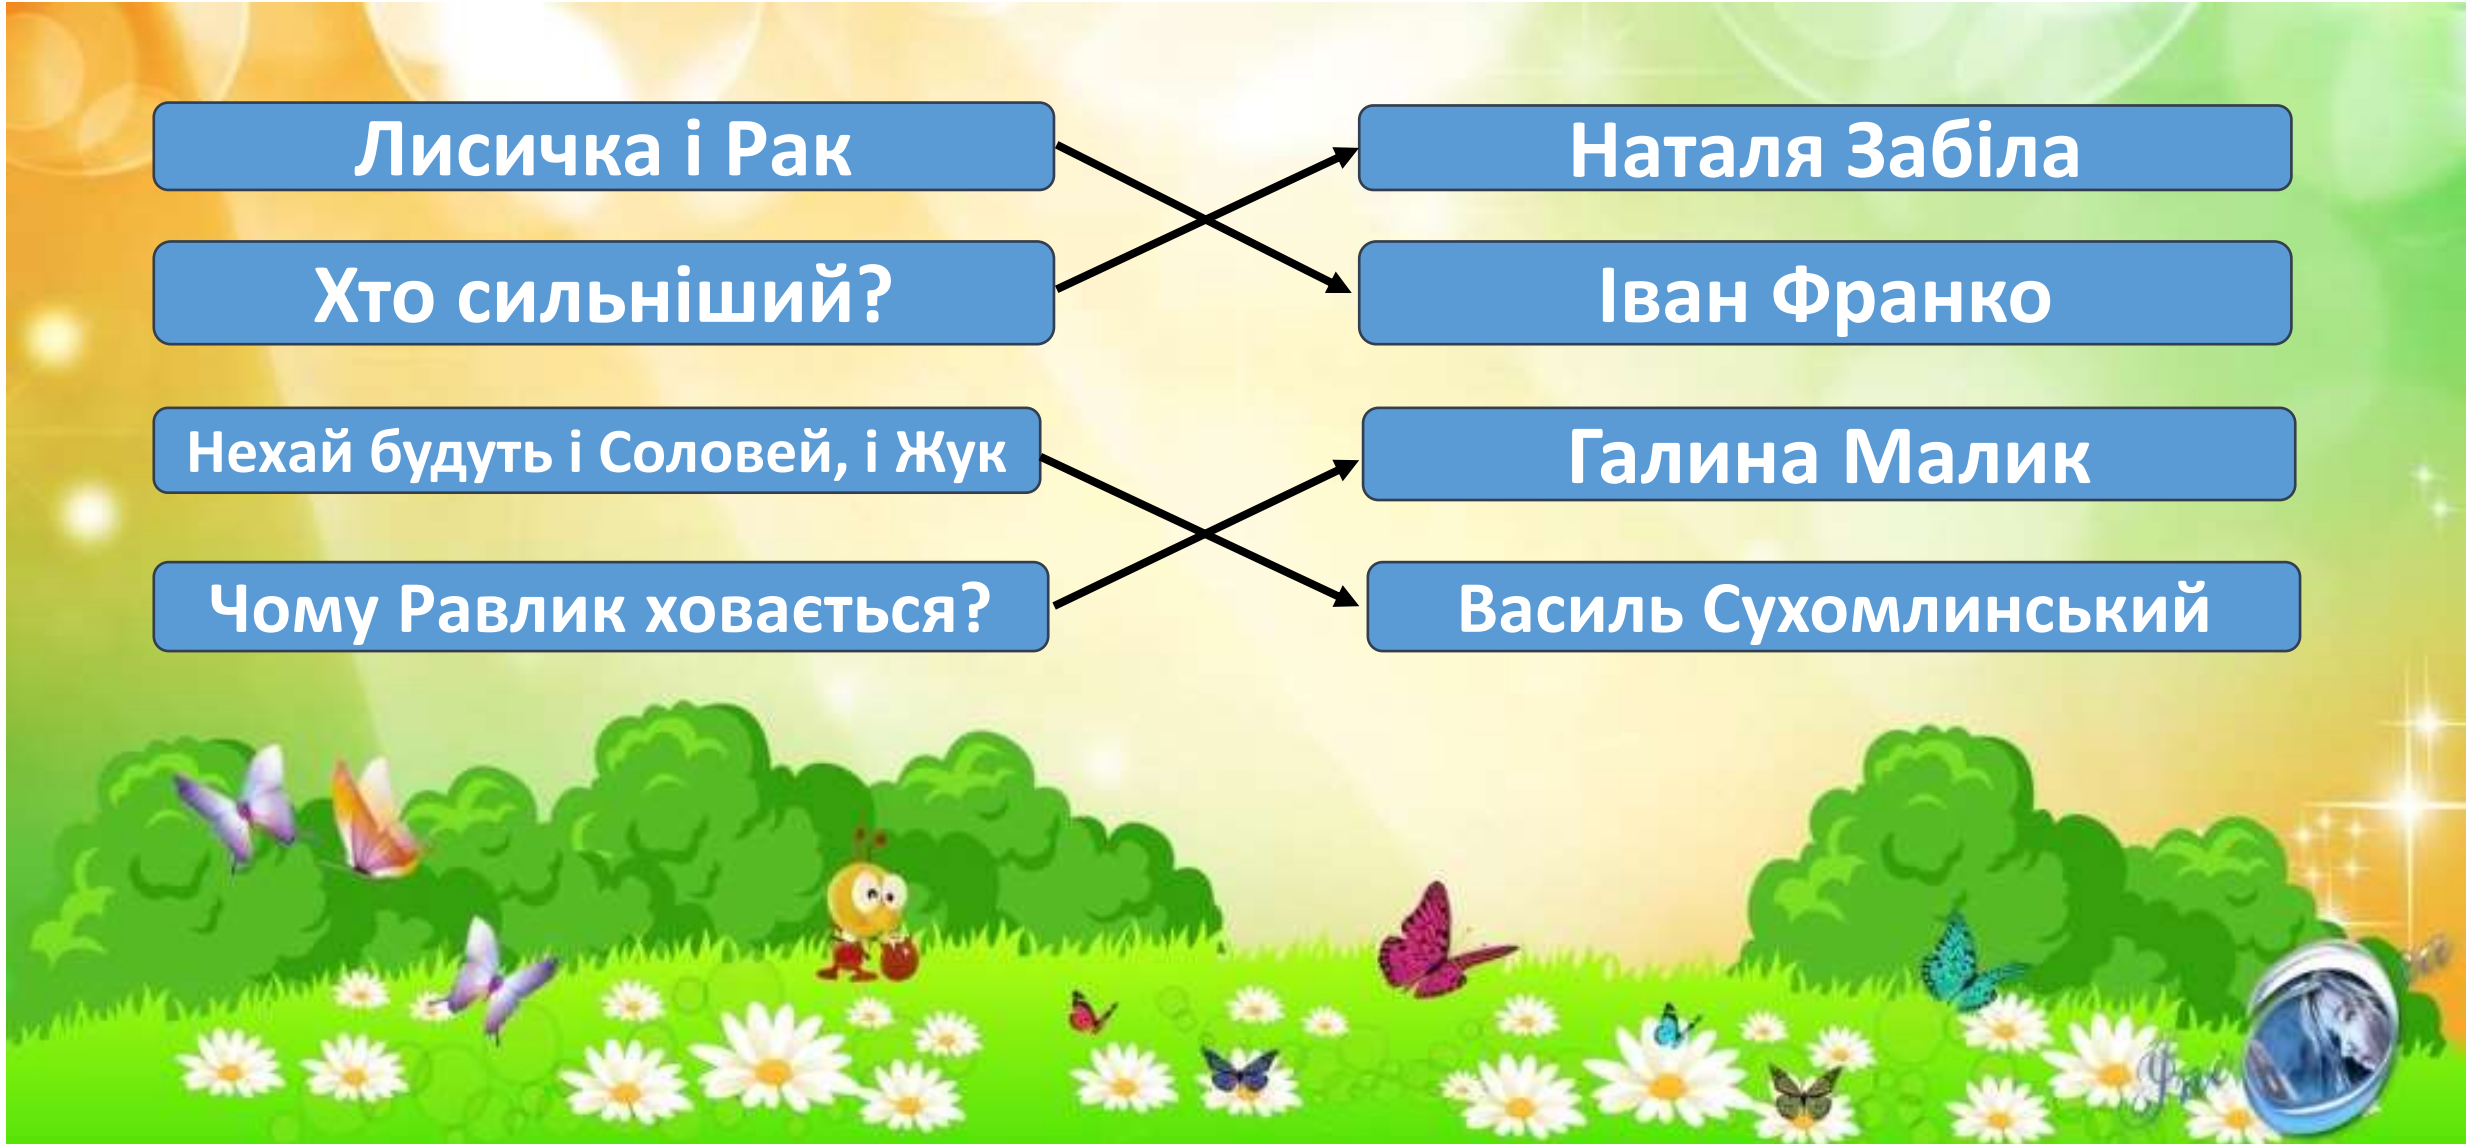 Лисичка і Рак
Наталя Забіла
Хто сильніший?
Іван Франко
Нехай будуть і Соловей, і Жук
Галина Малик
Чому Равлик ховається?
Василь Сухомлинський